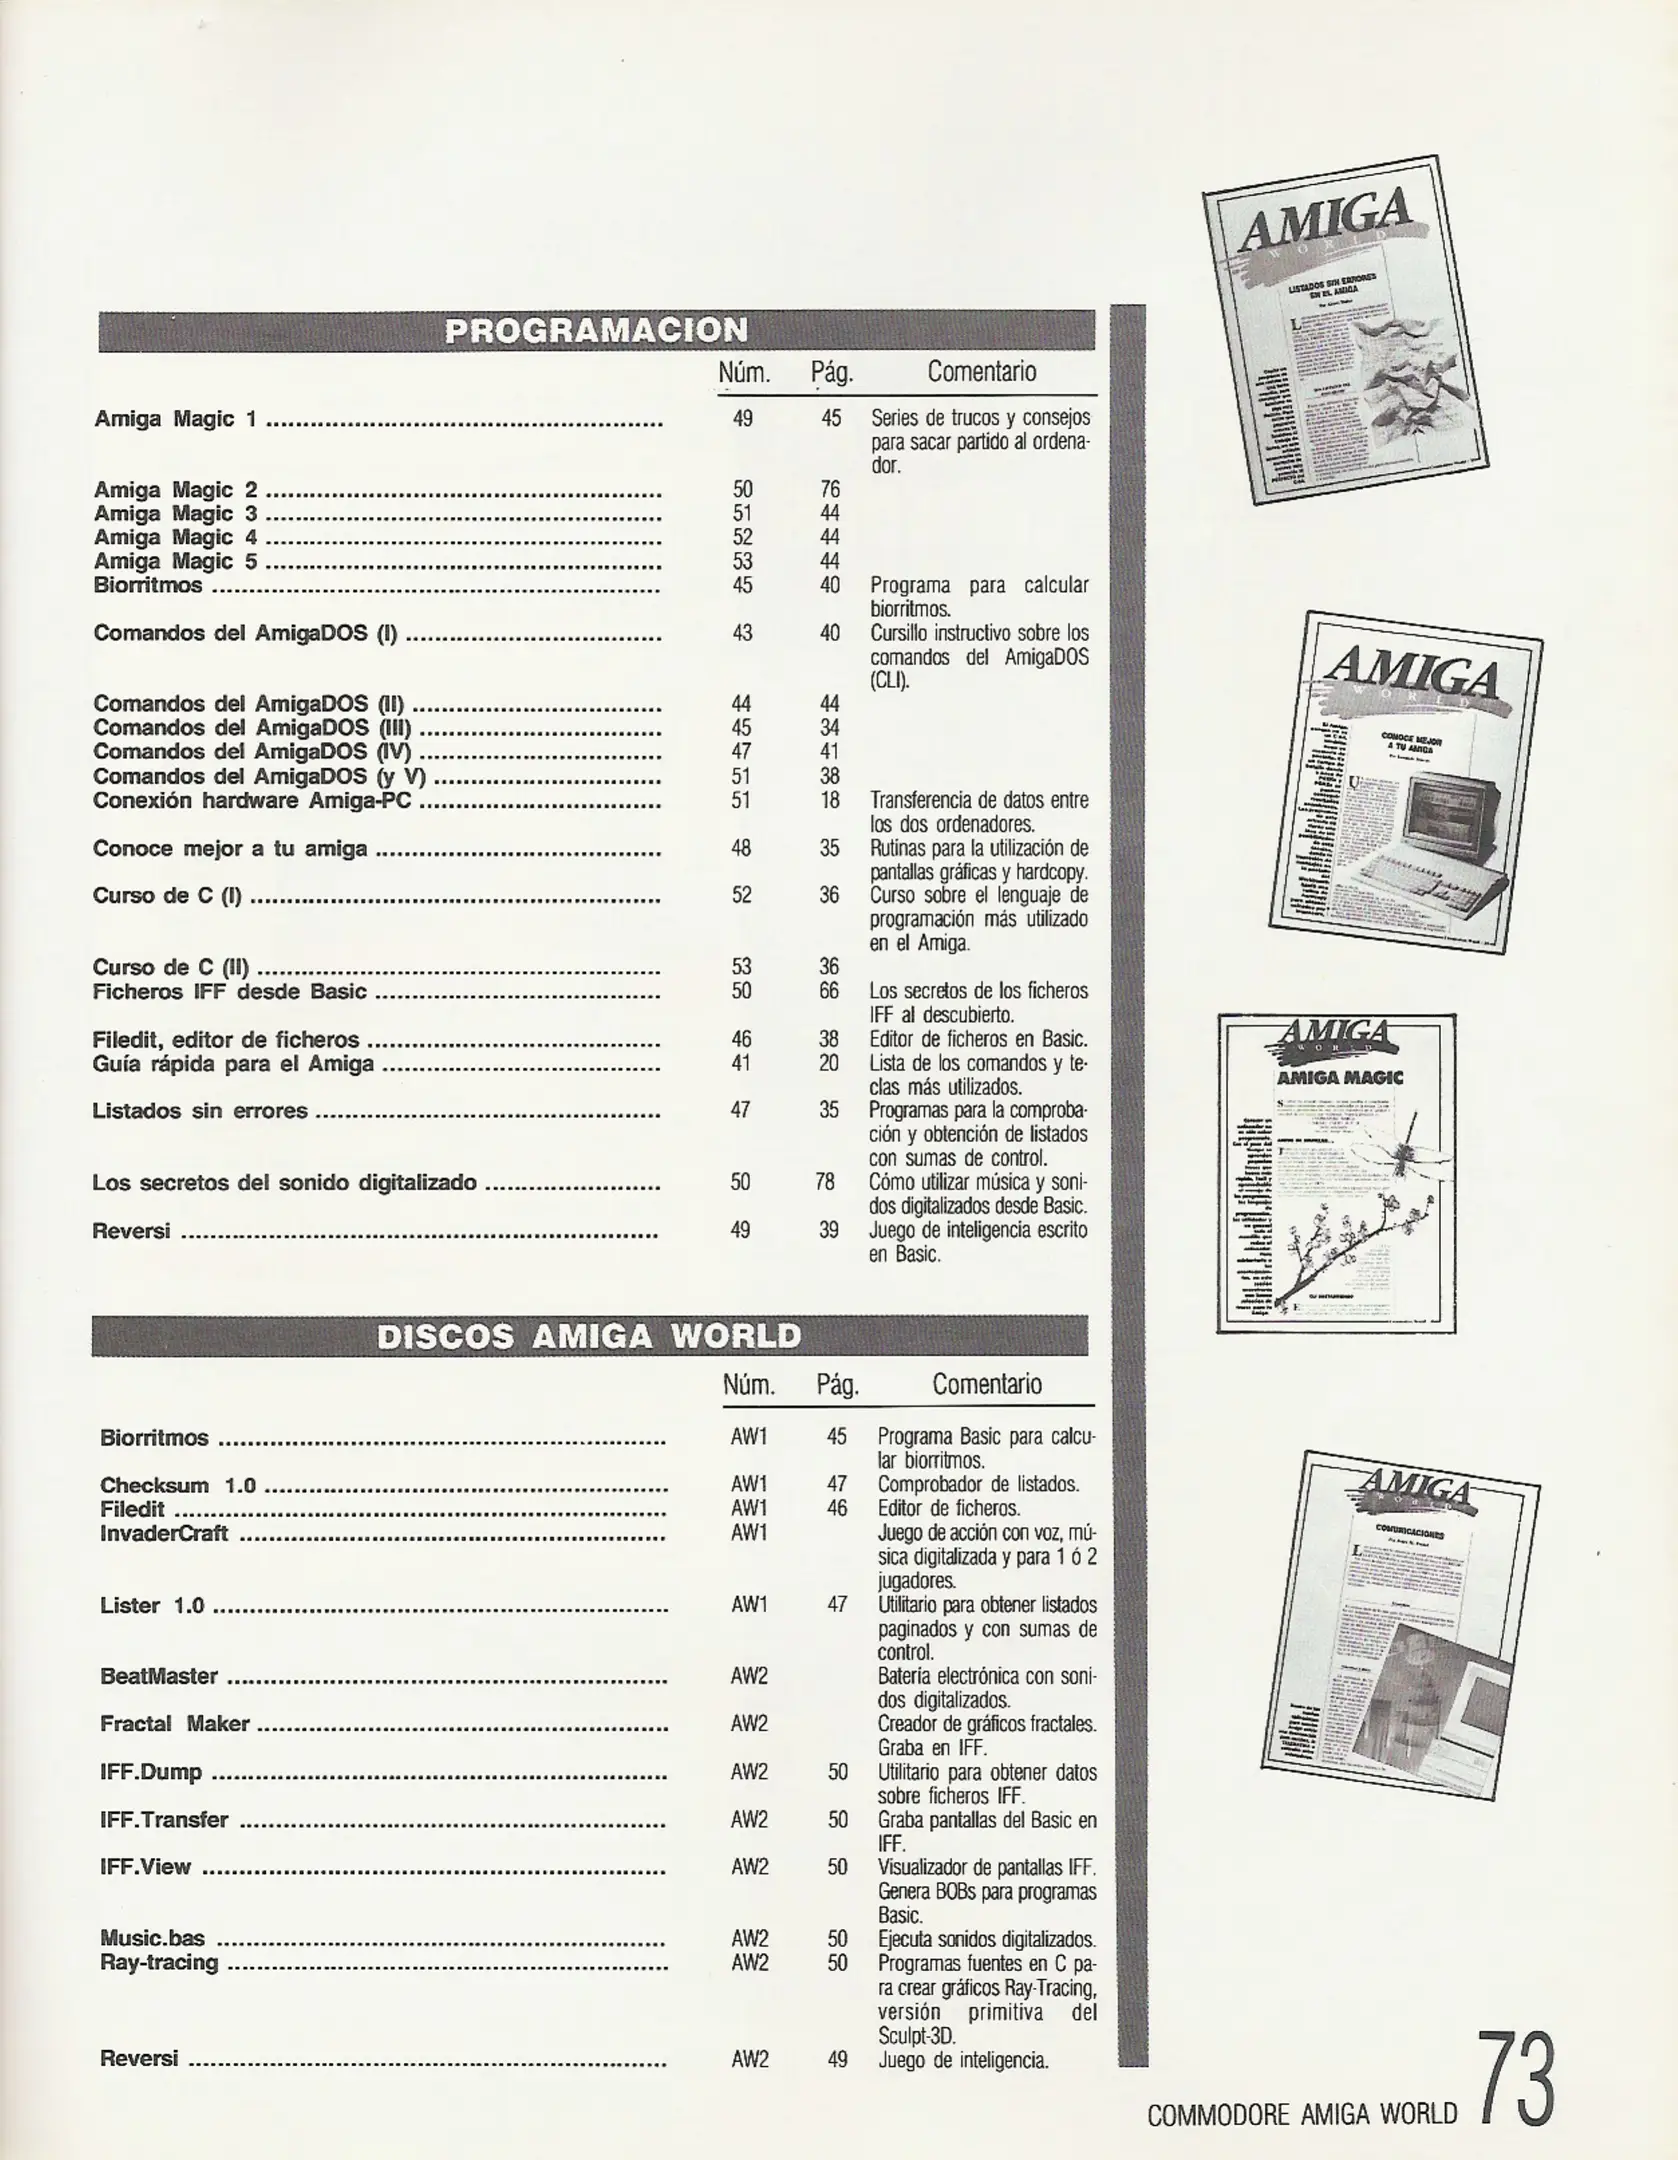 PROGRAMACION
Núm. Pág. Comentario
Amiga Magic 1 ........ 49 45 Series de trucos y consejos
para sacar partido al ordena-
dor.
Amiga Magic 2 ........ 50 76
Amiga Magic 3 ........ 51 44
Amiga Magic 4 ........ 52 44
Amiga Magic 5 ........ 53 44
Biorritmos ........ 45 40 Programa para calcular
biorritmos.
Comandos del AmigaDOS (I) ........ 43 40 Cursillo instructivo sobre los
comandos del AmigaDOS
(CLI).
Comandos del AmigaDOS (II) ........ 44 44
Comandos del AmigaDOS (III) ........ 45 34
Comandos del AmigaDOS (IV) ........ 47 41
Comandos del AmigaDOS (y V) ........ 51 38
Conexión hardware Amiga-PC ........ 51 18 Transferencia de datos entre
los dos ordenadores.
Conoce mejor a tu amiga ........ 48 35 Rutinas para la utilización de
pantallas gráficas y hardcopy.
Curso de C (I) ........ 52 36 Curso sobre el lenguaje de
programación más utilizado
en el Amiga.
Curso de C (II) ........ 53 36
Ficheros IFF desde Basic ........ 50 66 Los secretos de los ficheros
IFF al descubierto.
Filedit, editor de ficheros ........ 46 38 Editor de ficheros en Basic.
Guía rápida para el Amiga ........ 41 20 Lista de los comandos y te-
clas más utilizados.
Listados sin errores ........ 47 35 Programas para la comproba-
ción y obtención de listados
con sumas de control.
Los secretos del sonido digitalizado ........ 50 78 Cómo utilizar música y soni-
dos digitalizados desde Basic.
Reversi ........ 49 39 Juego de inteligencia escrito
en Basic.
DISCOS AMIGA WORLD
Núm. Pág. Comentario
Biorritmos ........ AW1 45 Programa Basic para calcu-
lar biorritmos.
Checksum 1.0 ........ AW1 47 Comprobador de listados.
Filedit ........ AW1 46 Editor de ficheros.
InvaderCraft ........ AW1 Juego de acción con voz, mú-
sica digitalizada y para 1 ó 2
jugadores.
Lister 1.0 ........ AW1 47 Utilitario para obtener listados
paginados y con sumas de
control.
BeatMaster ........ AW2 Batería electrónica con soni-
dos digitalizados.
Fractal Maker ........ AW2 Creador de gráficos fractales.
Graba en IFF.
IFF.Dump ........ AW2 50 Utilitario para obtener datos
sobre ficheros IFF.
IFF.Transfer ........ AW2 50 Graba pantallas del Basic en
IFF.
IFF.View ........ AW2 50 Visualizador de pantallas IFF.
Genera BOBs para programas
Basic.
Music.bas ........ AW2 50 Ejecuta sonidos digitalizados.
Ray-tracing ........ AW2 50 Programas fuentes en C pa-
ra crear gráficos Ray-Tracing,
versión primitiva del
Sculpt-3D.
Reversi ........ AW2 49 Juego de inteligencia.
AMIGA
WORLD
LISTADOS SIN ERRORES
EN EL AMIGA
AMIGA
WORLD
CONOCE MEJOR
A TU AMIGA
AMIGA
WORLD
AMIGA MAGIC
AMIGA
WORLD
COMUNICACIONES
COMMODORE AMIGA WORLD 73